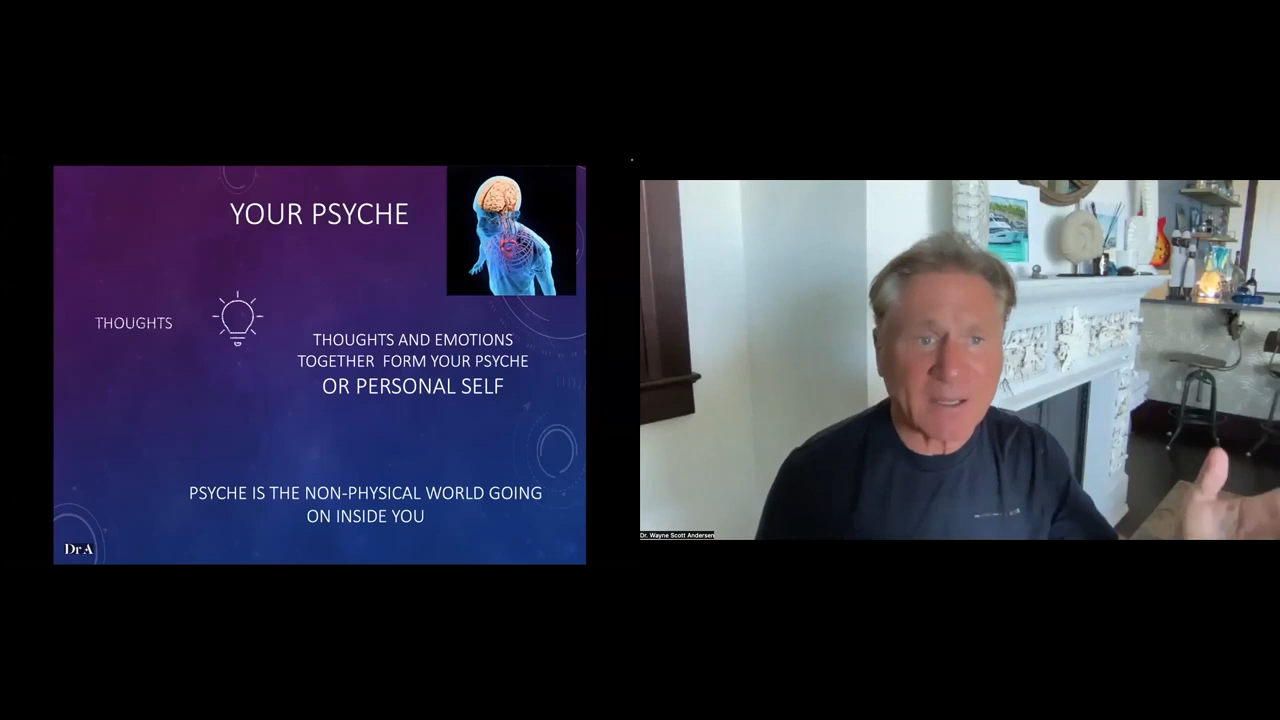 YOUR PSYCHE
THOUGHTS
THOUGHTS AND EMOTIONS
TOGETHER FORM YOUR PSYCHE
OR PERSONAL SELF
PSYCHE IS THE NON-PHYSICAL WORLD GOING
ON INSIDE YOU
Dr A
Dr. Wayne Scott Andersen